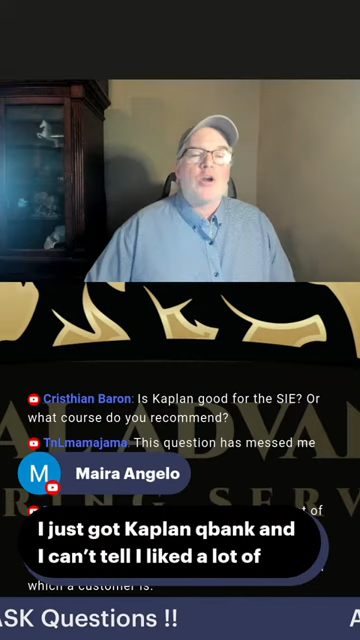 Cristhian Baron: Is Kaplan good for the SIE? Or
what course do you recommend?
TnLmamajama: This question has messed me
M Maira Angelo
t of
I just got Kaplan qbank and
I can't tell I liked a lot of
which a customer is:
ASK Questions !!